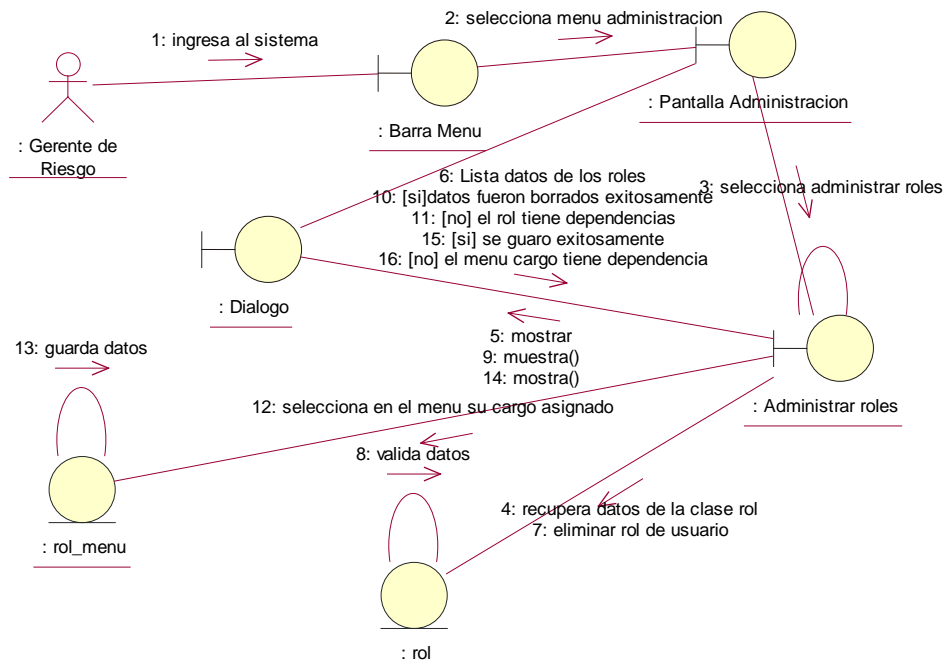 2: selecciona menu administracion
1: ingresa al sistema
: Pantalla Administracion
: Barra Menu
: Gerente de
Riesgo
6: Lista datos de los roles
3: selecciona administrar roles
10: [si]datos fueron borrados exitosamente
11: [no] el rol tiene dependencias
15: [si] se guaro exitosamente
16: [no] el menu cargo tiene dependencia
: Dialogo
5: mostrar
9: muestra()
14: mostra()
13: guarda datos
12: selecciona en el menu su cargo asignado
: Administrar roles
8: valida datos
4: recupera datos de la clase rol
7: eliminar rol de usuario
: rol_menu
: rol